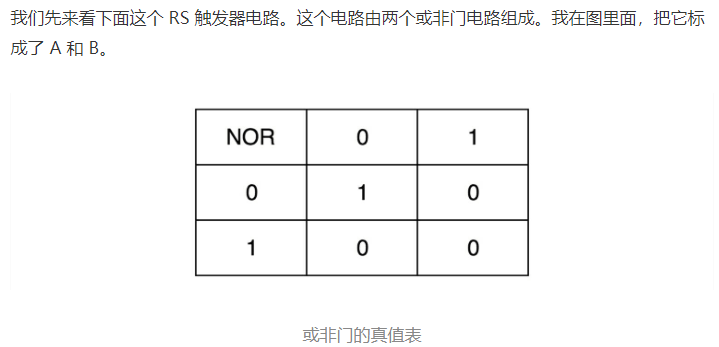 我们先来看下面这个 RS 触发器电路。这个电路由两个或非门电路组成。我在图里面，把它标
成了 A 和 B。
NOR 0 1
0 1 0
1 0 0
或非门的真值表